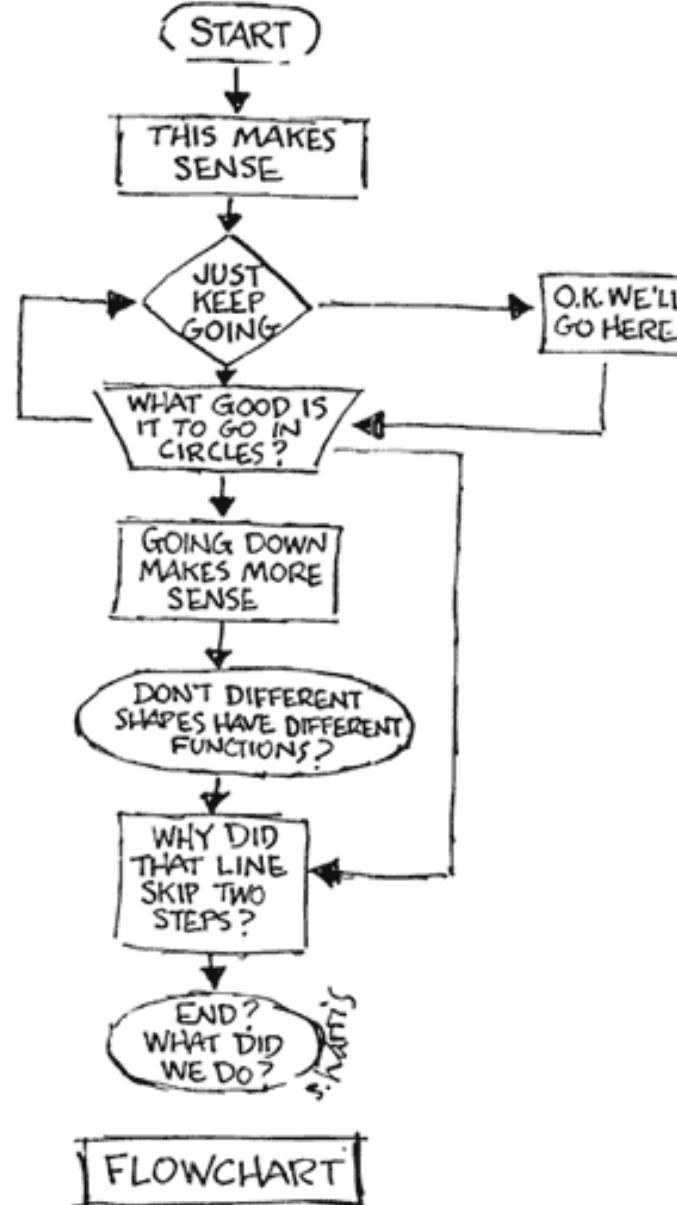 START
THIS MAKES
SENSE
JUST
KEEP
GOING
O.K. WE'LL
GO HERE
WHAT GOOD IS
IT TO GO IN
CIRCLES?
GOING DOWN
MAKES MORE
SENSE
DON'T DIFFERENT
SHAPES HAVE DIFFERENT
FUNCTIONS?
WHY DID
THAT LINE
SKIP TWO
STEPS?
END?
WHAT DID
WE DO?
S. HARRIS
FLOWCHART